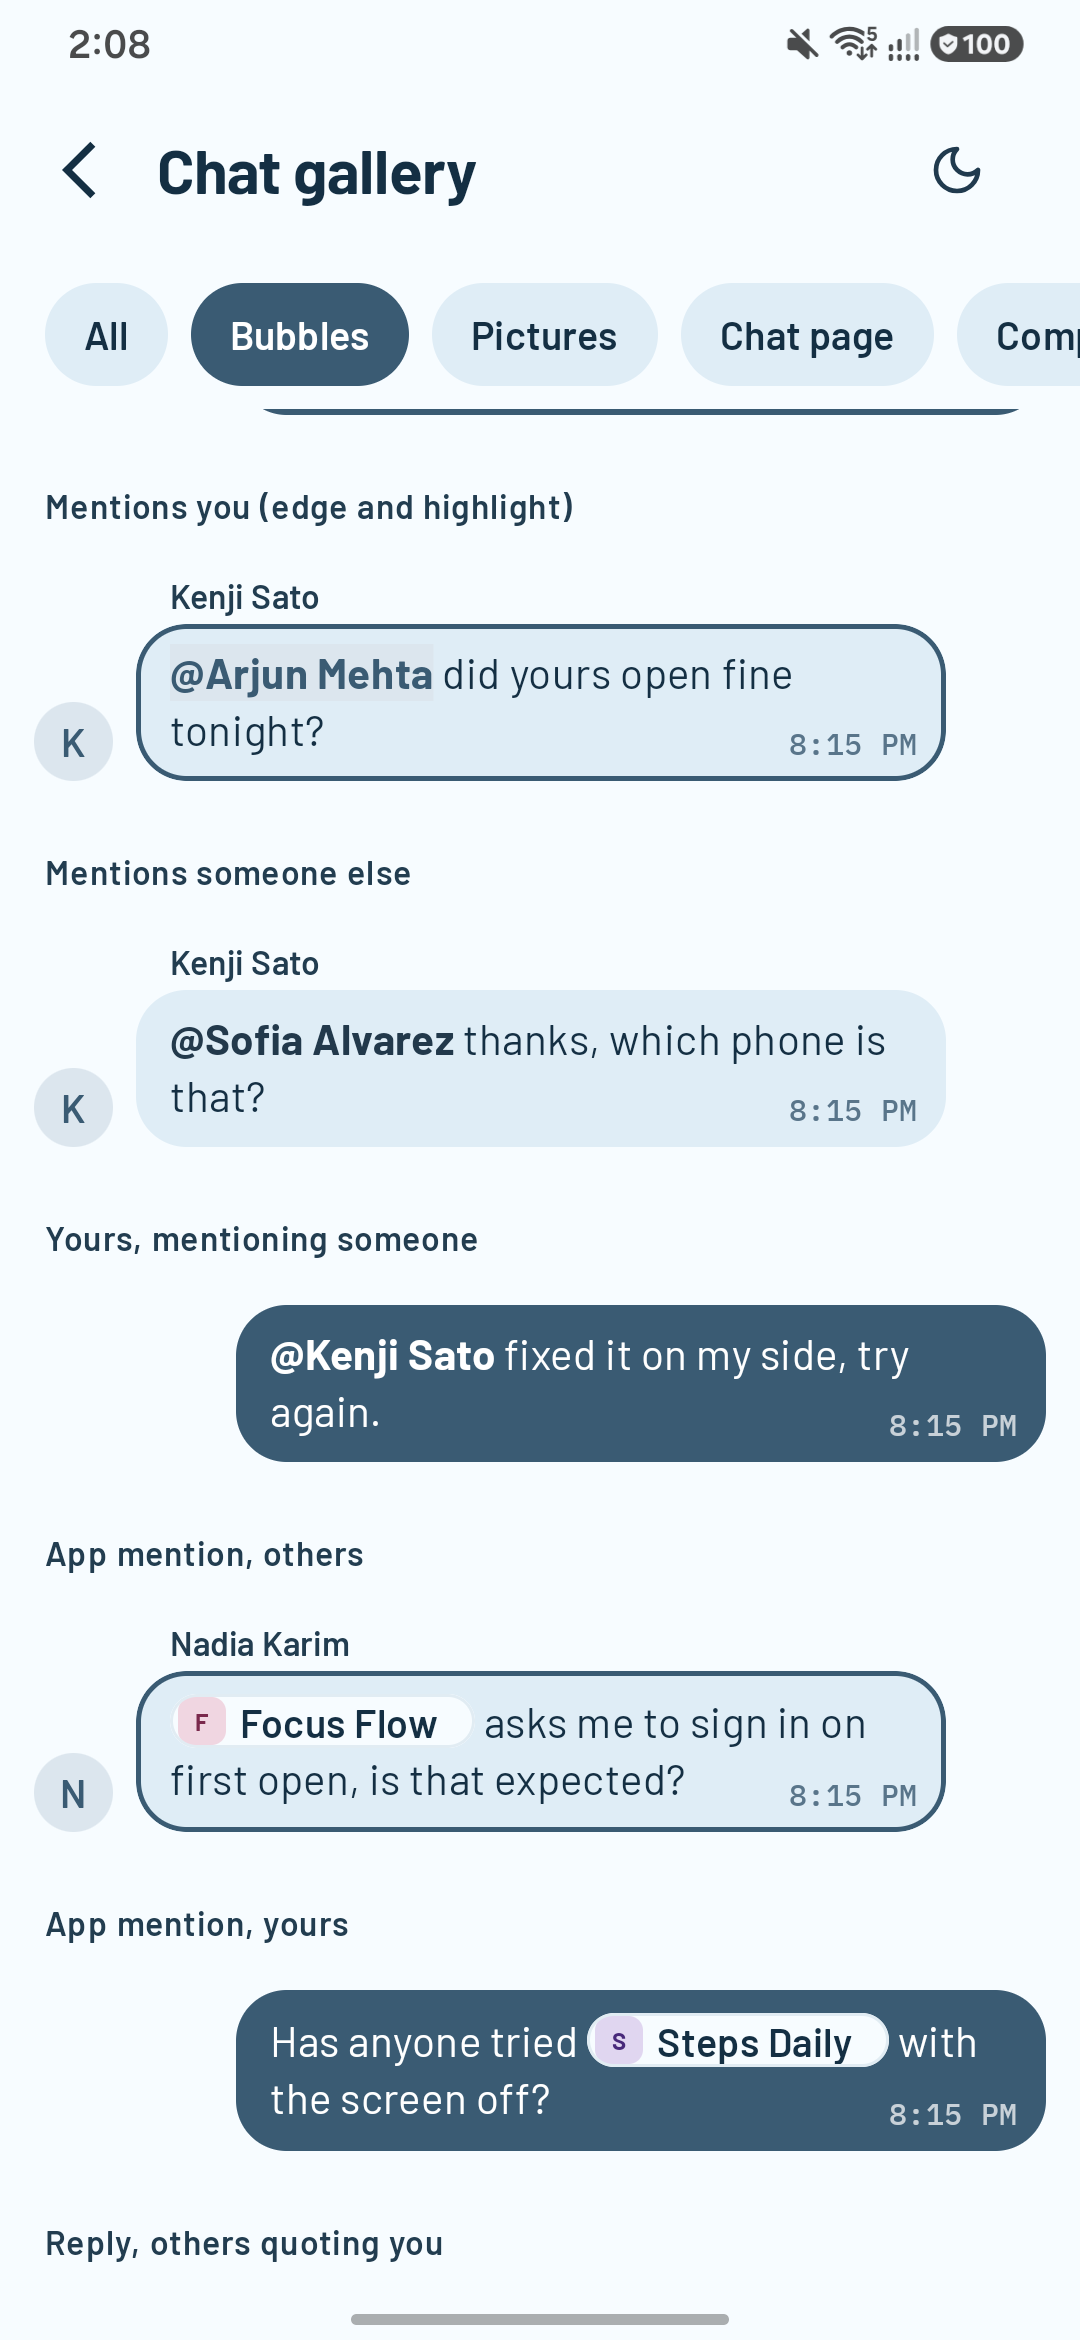 2:08
5
100
Chat gallery
All Bubbles Pictures Chat page Comp
Mentions you (edge and highlight)
Kenji Sato
@Arjun Mehta did yours open fine
tonight?
8:15 PM
K
Mentions someone else
Kenji Sato
@Sofia Alvarez thanks, which phone is
that?
8:15 PM
K
Yours, mentioning someone
@Kenji Sato fixed it on my side, try
again.
8:15 PM
App mention, others
Nadia Karim
F Focus Flow asks me to sign in on
first open, is that expected?
8:15 PM
N
App mention, yours
Has anyone tried S Steps Daily with
the screen off?
8:15 PM
Reply, others quoting you